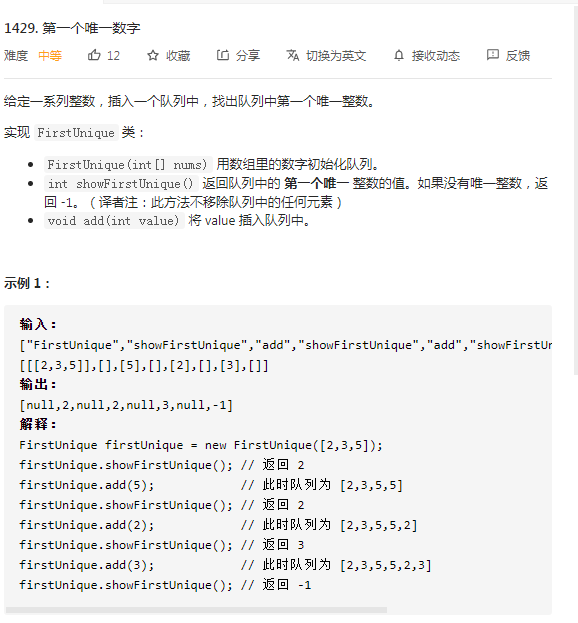 1429. 第一个唯一数字
难度 中等 12 收藏 分享 切换为英文 接收动态 反馈
给定一系列整数，插入一个队列中，找出队列中第一个唯一整数。
实现 FirstUnique 类：
FirstUnique(int[] nums) 用数组里的数字初始化队列。
int showFirstUnique() 返回队列中的 第一个唯一 整数的值。如果没有唯一整数，返
回 -1。（译者注：此方法不移除队列中的任何元素）
void add(int value) 将 value 插入队列中。
示例 1：
输入：
["FirstUnique","showFirstUnique","add","showFirstUnique","add","showFirstUn
[[[2,3,5]],[],[5],[],[2],[],[3],[]]
输出：
[null,2,null,2,null,3,null,-1]
解释：
FirstUnique firstUnique = new FirstUnique([2,3,5]);
firstUnique.showFirstUnique(); // 返回 2
firstUnique.add(5); // 此时队列为 [2,3,5,5]
firstUnique.showFirstUnique(); // 返回 2
firstUnique.add(2); // 此时队列为 [2,3,5,5,2]
firstUnique.showFirstUnique(); // 返回 3
firstUnique.add(3); // 此时队列为 [2,3,5,5,2,3]
firstUnique.showFirstUnique(); // 返回 -1